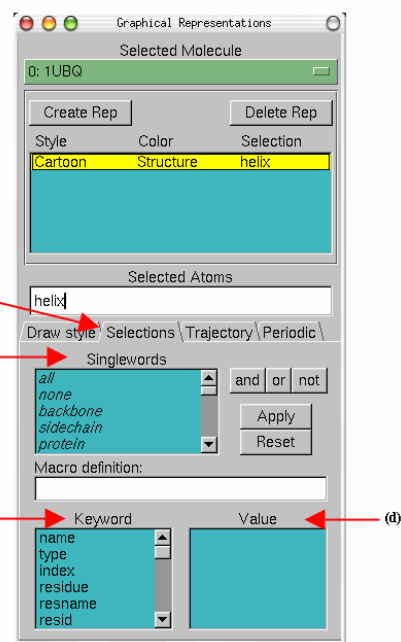 Graphical Representations
Selected Molecule
0: 1UBQ
Create Rep Delete Rep
Style Color Selection
Cartoon Structure helix
Selected Atoms
helix
Draw style Selections Trajectory Periodic
Singlewords
all
none
backbone
sidechain
protein
and or not
Apply
Reset
Macro definition:
Keyword Value (d)
name
type
index
residue
resname
resid